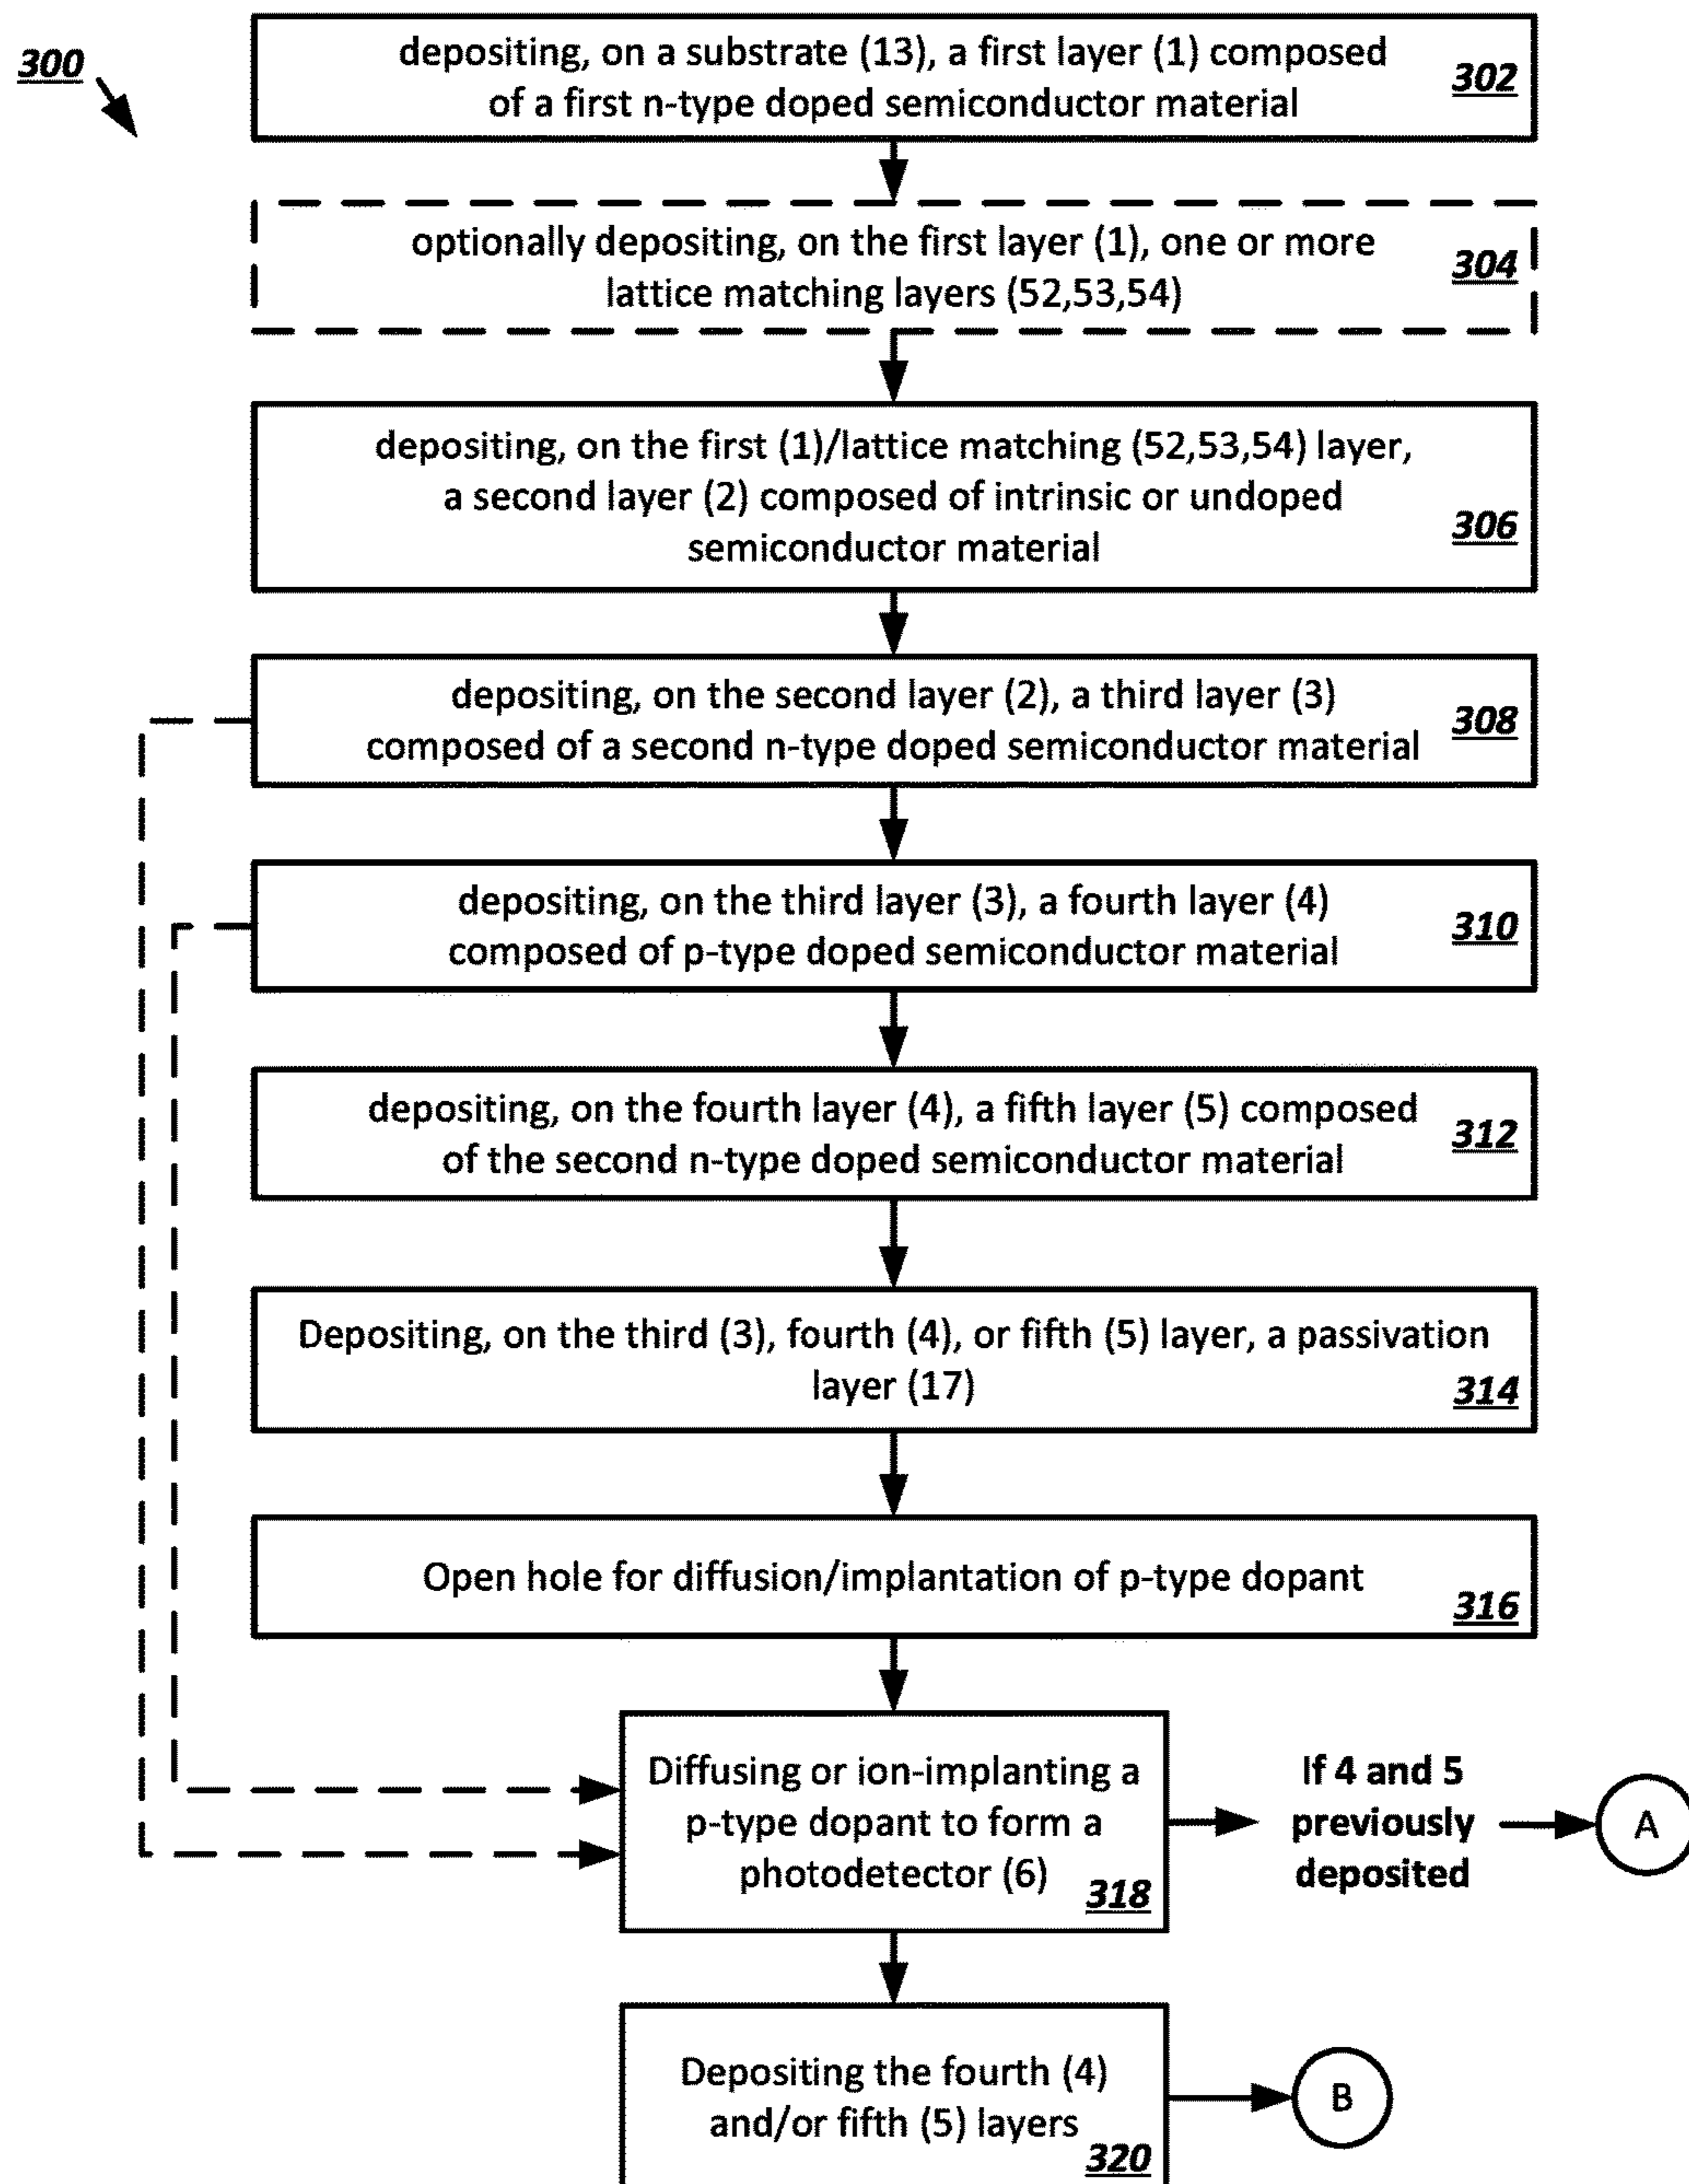 300
depositing, on a substrate (13), a first layer (1) composed
of a first n-type doped semiconductor material
302
optionally depositing, on the first layer (1), one or more
lattice matching layers (52,53,54)
304
depositing, on the first (1)/lattice matching (52,53,54) layer,
a second layer (2) composed of intrinsic or undoped
semiconductor material
306
depositing, on the second layer (2), a third layer (3)
composed of a second n-type doped semiconductor material
308
depositing, on the third layer (3), a fourth layer (4)
composed of p-type doped semiconductor material
310
depositing, on the fourth layer (4), a fifth layer (5) composed
of the second n-type doped semiconductor material
312
Depositing, on the third (3), fourth (4), or fifth (5) layer, a passivation
layer (17)
314
Open hole for diffusion/implantation of p-type dopant
316
Diffusing or ion-implanting a
p-type dopant to form a
photodetector (6)
318
If 4 and 5
previously
deposited
A
Depositing the fourth (4)
and/or fifth (5) layers
320
B